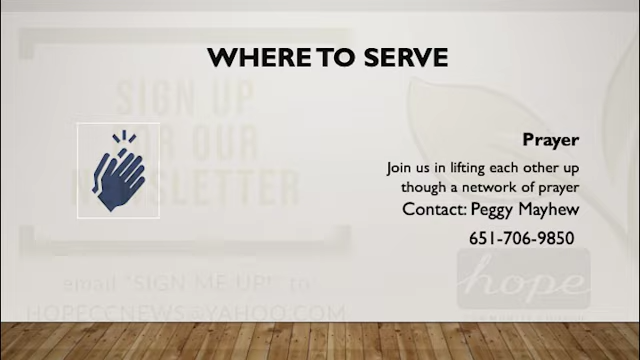 WHERE TO SERVE
SIGN UP
FOR OUR
NEWSLETTER
Prayer
Join us in lifting each other up
though a network of prayer
Contact: Peggy Mayhew
651-706-9850
email "SIGN ME UP" to
HOPECCNEWS@YAHOO.COM
hope